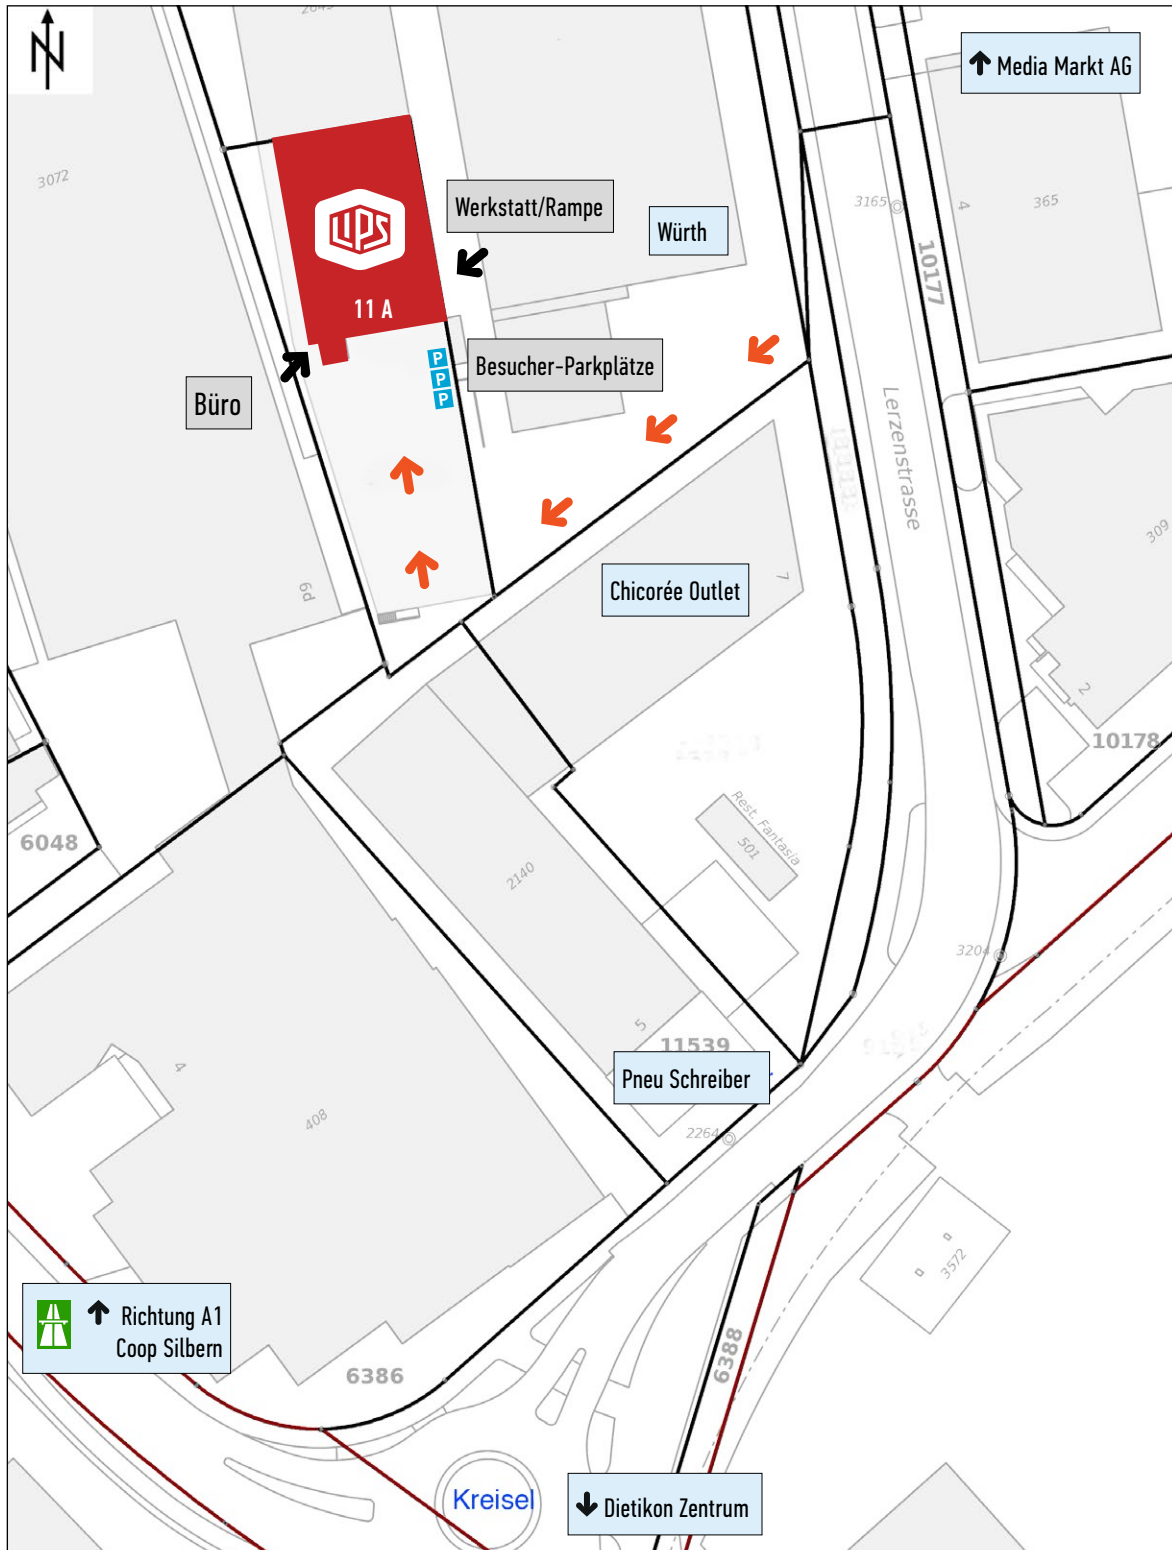 N
2645
Media Markt AG
3072
LIPS
Werkstatt/Rampe
3165
4
365
Würth
10177
11 A
P
P
P
Besucher-Parkplätze
Büro
Lerzenstrasse
309
7
Chicorée Outlet
6d
2
10178
6048
Rest. Fantasia
501
2140
3204
5
11539
Pneu Schreiber
4
408
2264
3572
Richtung A1
Coop Silbern
6388
6386
Kreisel
Dietikon Zentrum